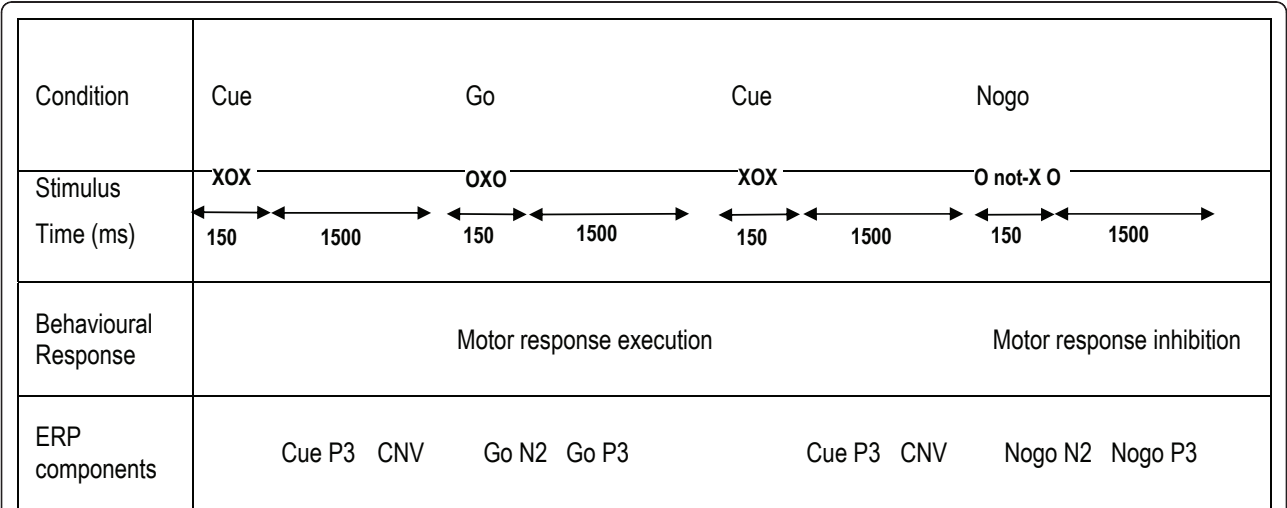 Condition Cue Go Cue Nogo
Stimulus XOX OXO XOX O not-X O
Time (ms) 150 1500 150 1500 150 1500 150 1500
Behavioural
Response Motor response execution Motor response inhibition
ERP
components Cue P3 CNV Go N2 Go P3 Cue P3 CNV Nogo N2 Nogo P3